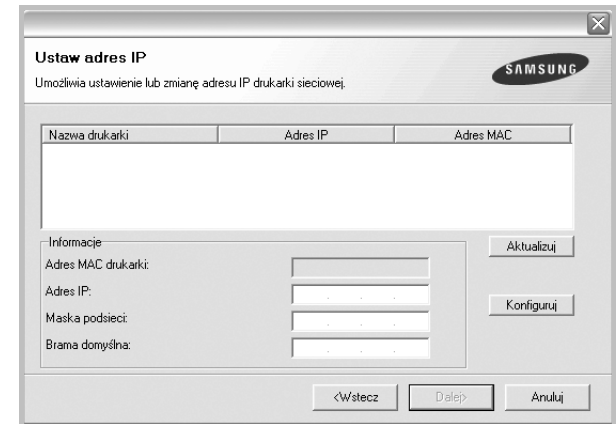 Ustaw adres IP
Umożliwia ustawienie lub zmianę adresu IP drukarki sieciowej.
SAMSUNG
Nazwa drukarki Adres IP Adres MAC
Informacje
Adres MAC drukarki:
Adres IP:
Maska podsieci:
Brama domyślna:
Aktualizuj
Konfiguruj
<Wstecz Dalej> Anuluj